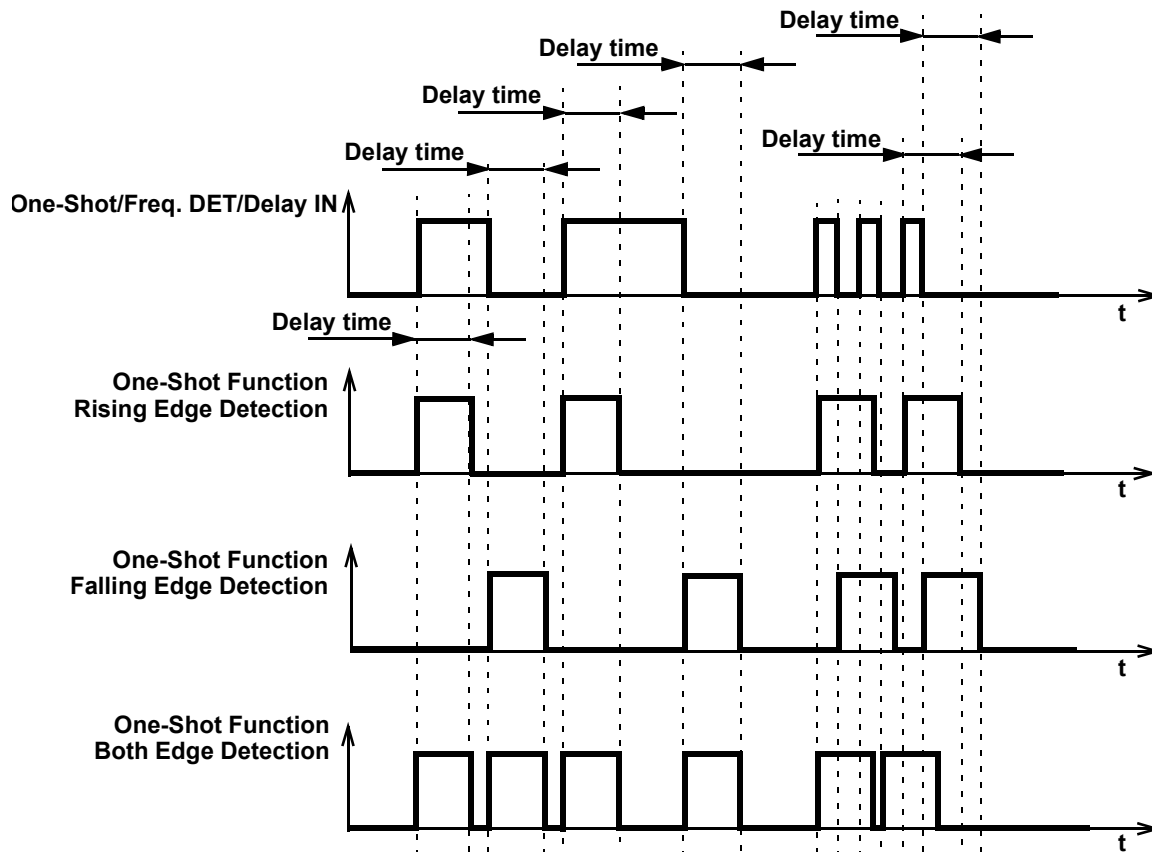 Delay time
Delay time
Delay time
Delay time
Delay time
One-Shot/Freq. DET/Delay IN
t
Delay time
One-Shot Function
Rising Edge Detection
t
One-Shot Function
Falling Edge Detection
t
One-Shot Function
Both Edge Detection
t